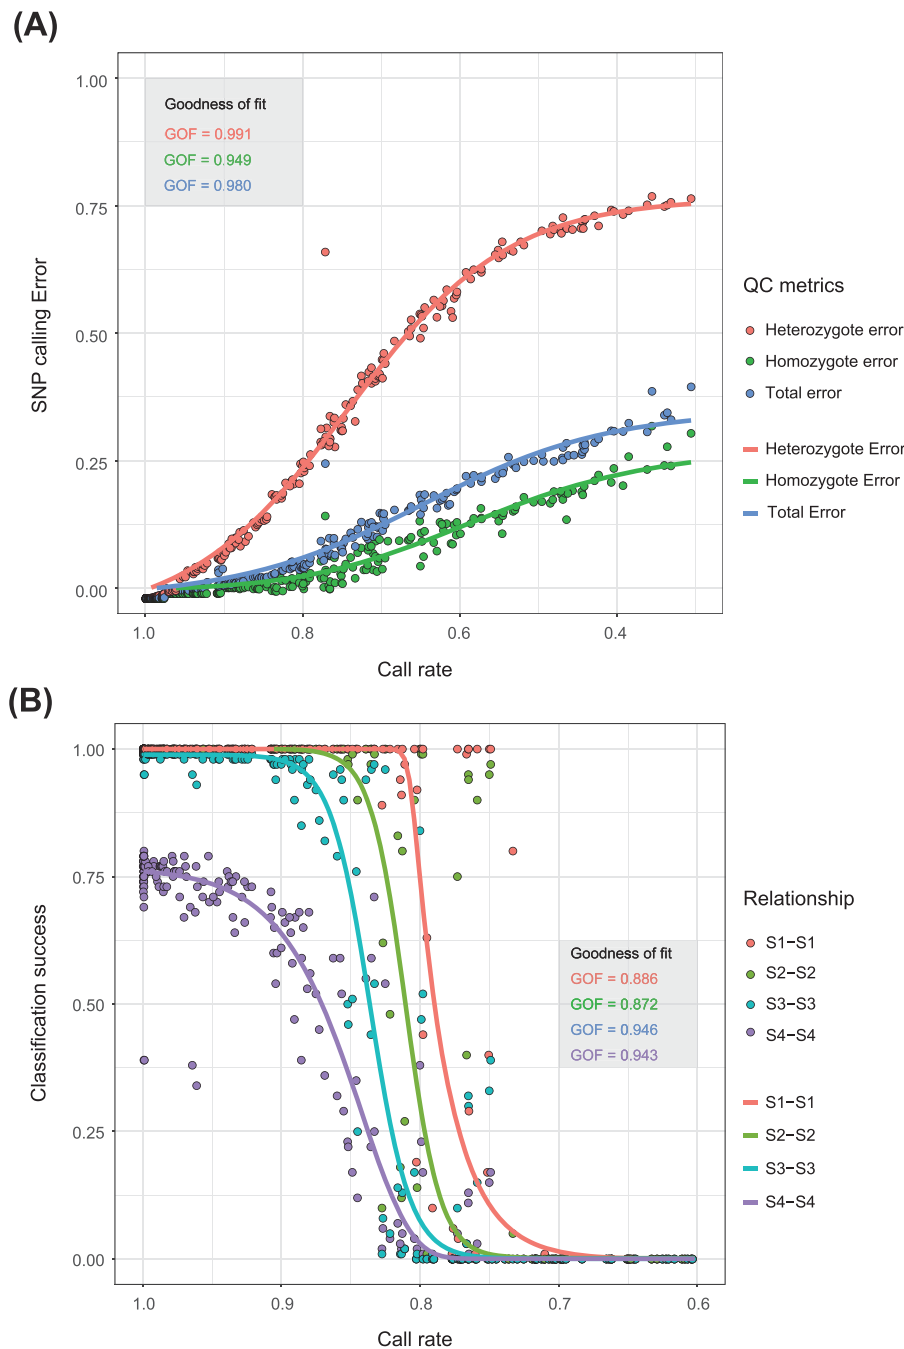 (A)
1.00
0.75
0.50
0.25
0.00
SNP calling Error
Goodness of fit
GOF = 0.991
GOF = 0.949
GOF = 0.980
1.0
0.8
0.6
0.4
Call rate
QC metrics
Heterozygote error
Homozygote error
Total error
Heterozygote Error
Homozygote Error
Total Error
(B)
1.00
0.75
0.50
0.25
0.00
Classification success
Goodness of fit
GOF = 0.886
GOF = 0.872
GOF = 0.946
GOF = 0.943
1.0
0.9
0.8
0.7
0.6
Call rate
Relationship
S1−S1
S2−S2
S3−S3
S4−S4
S1−S1
S2−S2
S3−S3
S4−S4